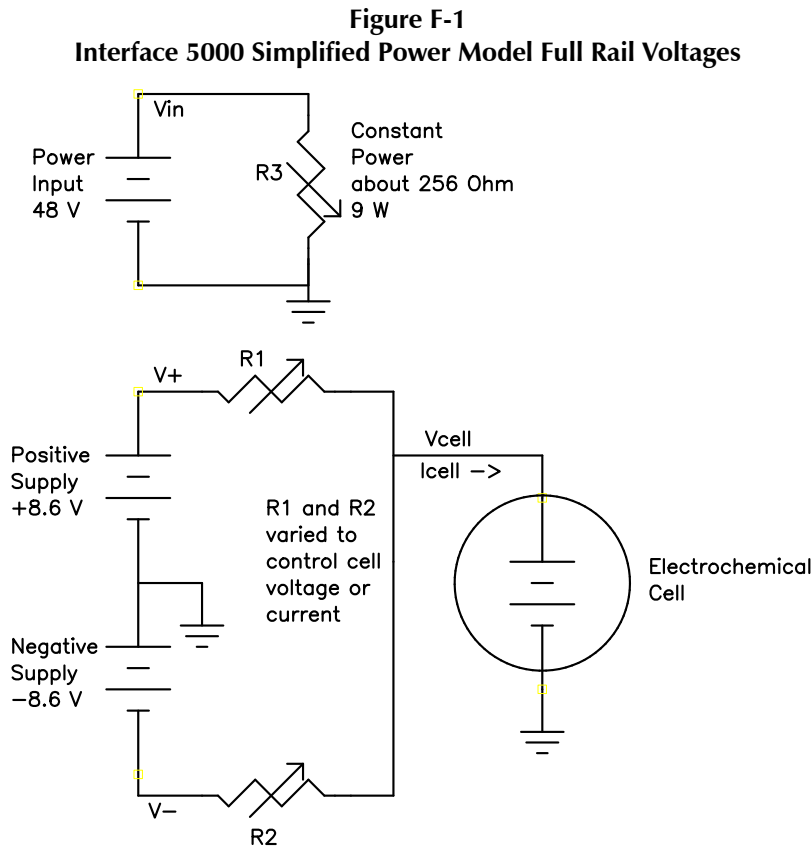 Figure F-1
Interface 5000 Simplified Power Model Full Rail Voltages
Vin
Power
Input
48 V
R3
Constant
Power
about 256 Ohm
9 W
R1
V+
Positive
Supply
+8.6 V
Vcell
Icell ->
R1 and R2
varied to
control cell
voltage or
current
Electrochemical
Cell
Negative
Supply
-8.6 V
V-
R2